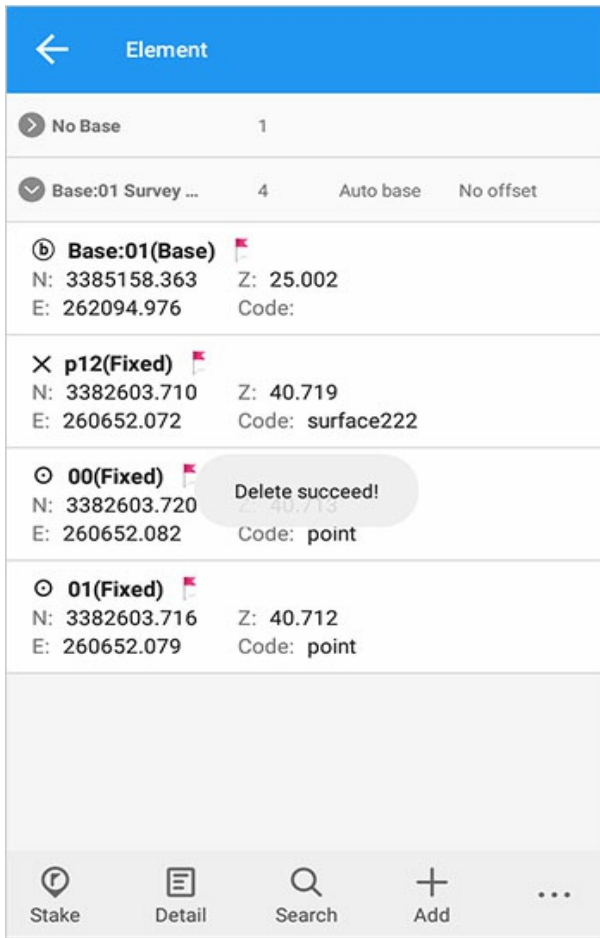 Element
No Base 1
Base:01 Survey ... 4 Auto base No offset
b Base:01(Base)
N: 3385158.363 Z: 25.002
E: 262094.976 Code:
p12(Fixed)
N: 3382603.710 Z: 40.719
E: 260652.072 Code: surface222
00(Fixed)
Delete succeed!
N: 3382603.720 Z: 40.713
E: 260652.082 Code: point
01(Fixed)
N: 3382603.716 Z: 40.712
E: 260652.079 Code: point
Stake Detail Search Add ...